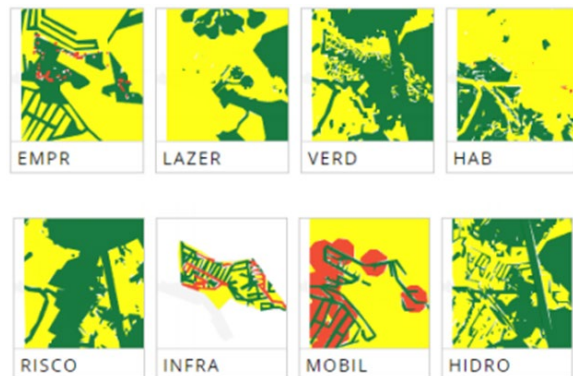 EMPR
LAZER
VERD
HAB
RISCO
INFRA
MOBIL
HIDRO